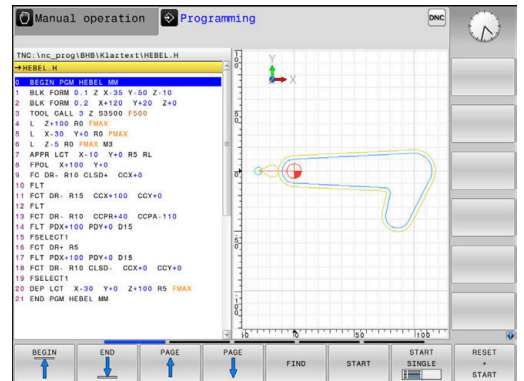 Manual operation
Programming
DNC
TNC:\nc_prog\BHB\Klartext\HEBEL.H
→HEBEL.H
0 BEGIN PGM HEBEL MM
1 BLK FORM 0.1 Z X-35 Y-50 Z-10
2 BLK FORM 0.2 X+120 Y+20 Z+0
3 TOOL CALL 3 Z S3500 F500
4 L Z+100 R0 FMAX
5 L X-30 Y+0 R0 FMAX
6 L Z-5 R0 FMAX M3
7 APPR LCT X-10 Y+0 R5 RL
8 FPOL X+100 Y+0
9 FC DR- R10 CLSD+ CCX+0
10 FLT
11 FCT DR- R15 CCX+100 CCY+0
12 FLT
13 FCT DR- R10 CCPR+40 CCPA-110
14 FLT PDX+100 PDY+0 D15
15 FSELECT1
16 FCT DR+ R5
17 FLT PDX+100 PDY+0 D15
18 FCT DR- R10 CLSD- CCX+0 CCY+0
19 FSELECT1
20 DEP LCT X-30 Y+0 Z+100 R5 FMAX
21 END PGM HEBEL MM
Y
X
0
50
100
BEGIN
END
PAGE
PAGE
FIND
START
START SINGLE
RESET + START